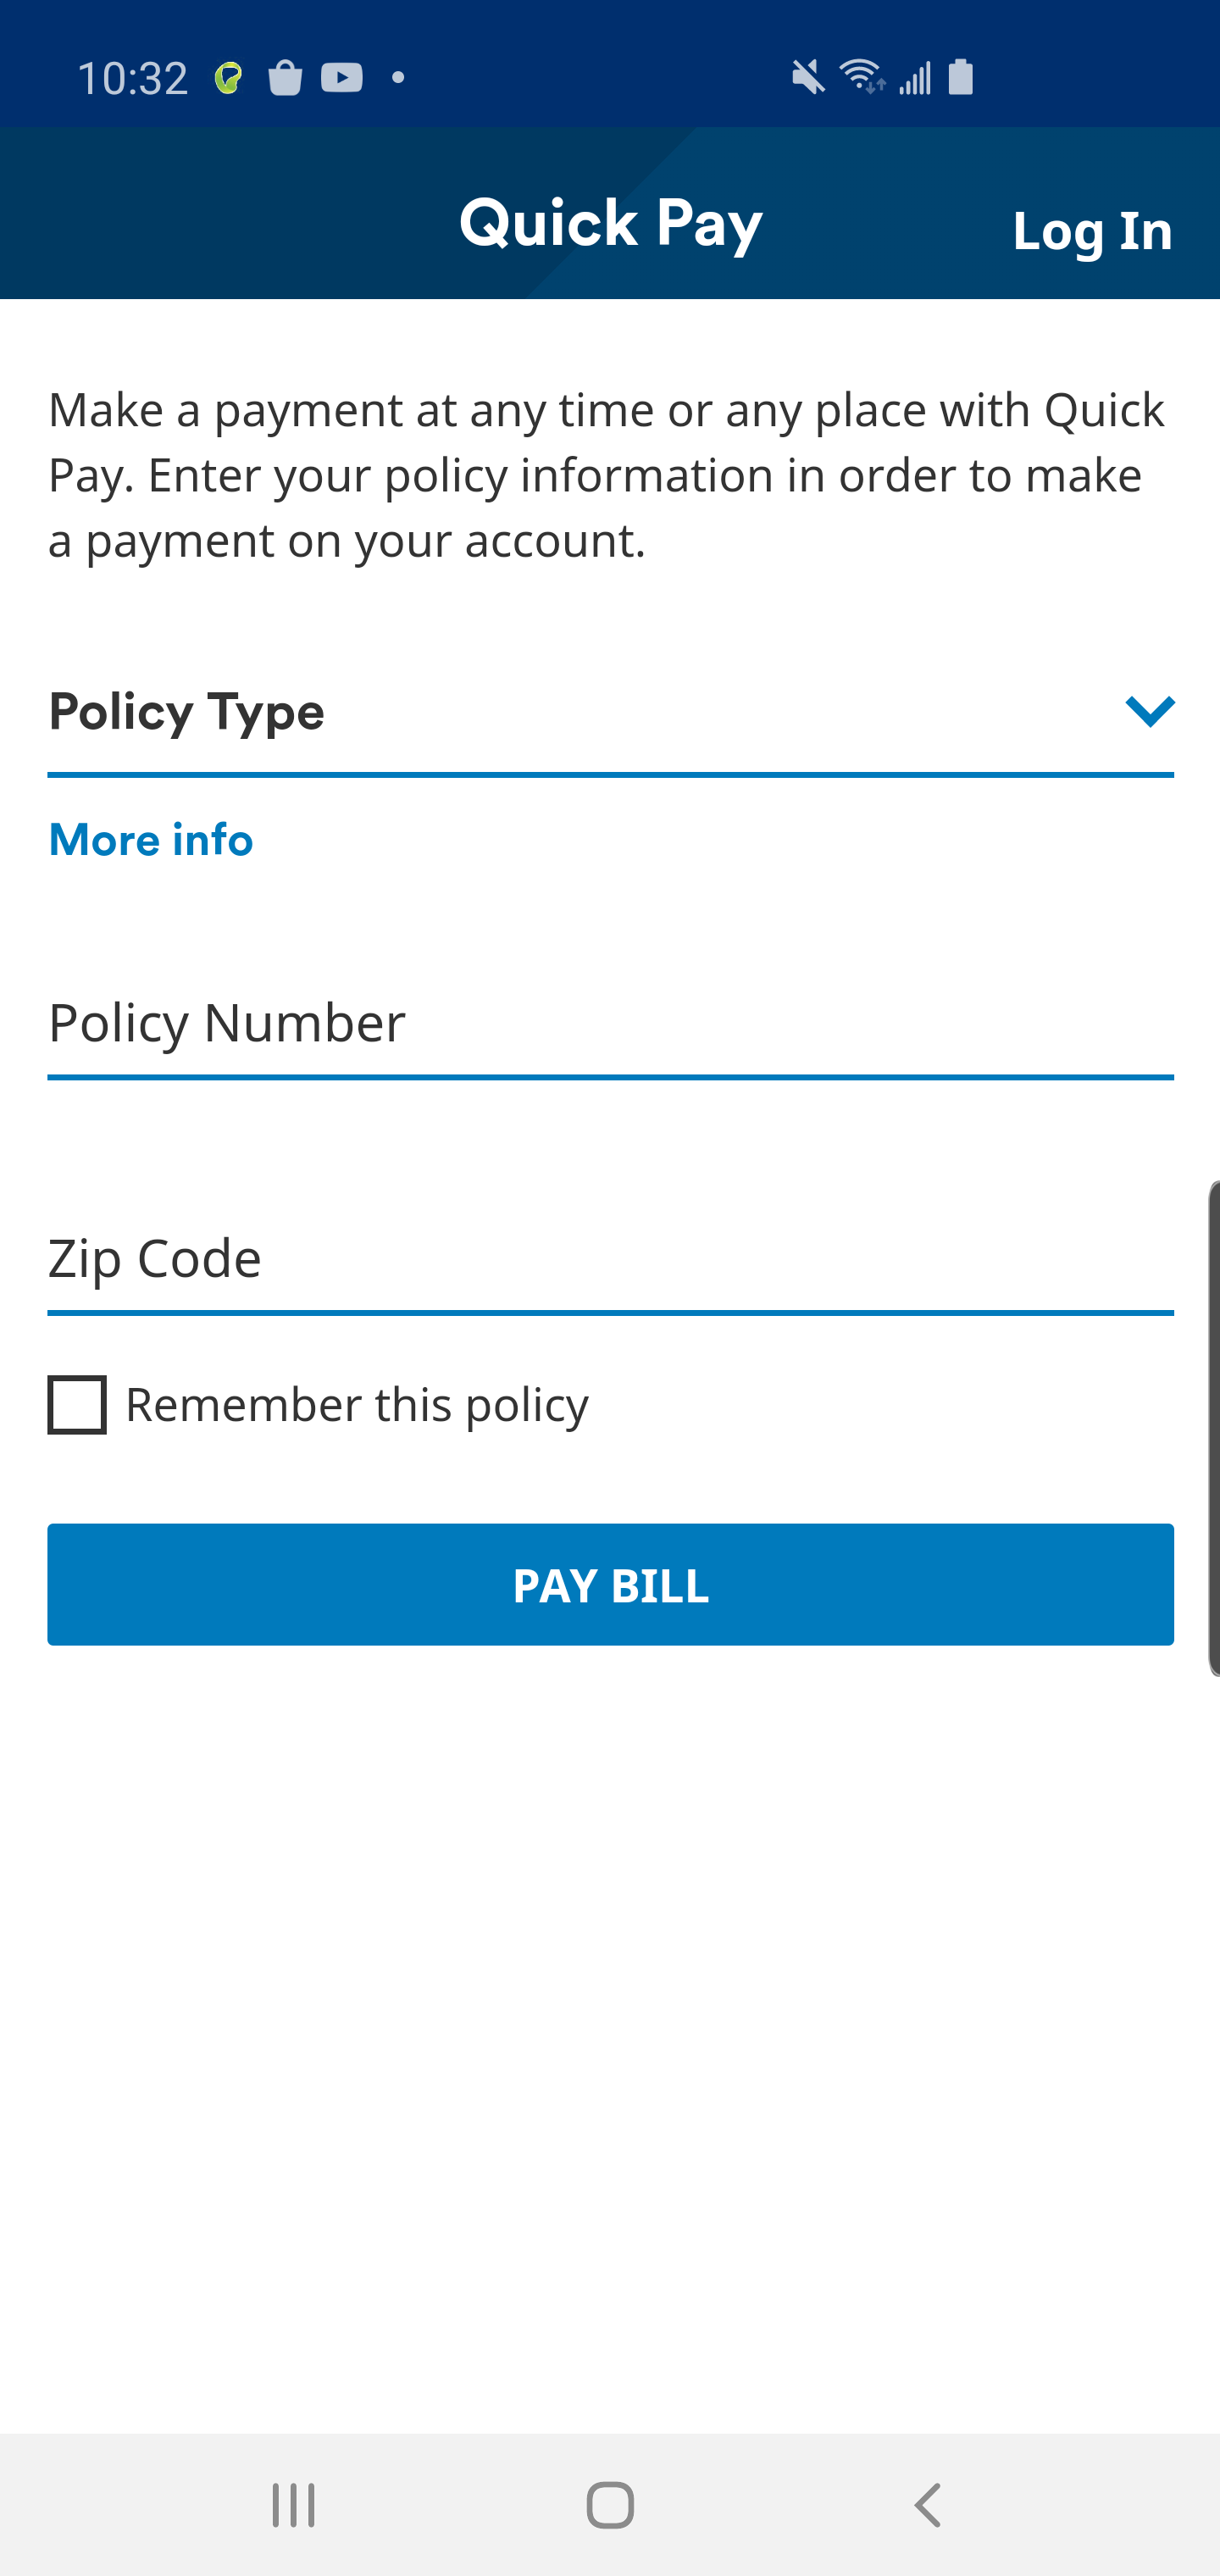 10:32
Quick Pay
Log In
Make a payment at any time or any place with Quick
Pay. Enter your policy information in order to make
a payment on your account.
Policy Type
More info
Policy Number
Zip Code
Remember this policy
PAY BILL